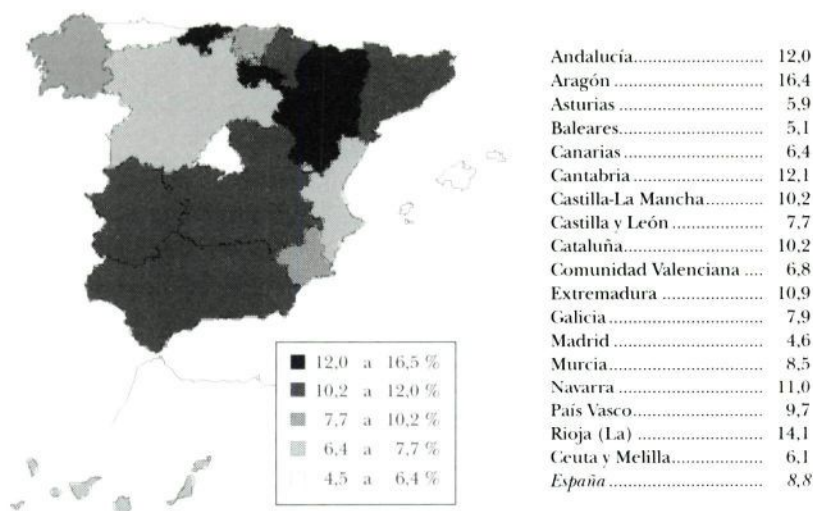 Andalucía.......................... 12,0
Aragón.............................. 16,4
Asturias ............................ 5,9
Baleares............................ 5,1
Canarias ........................... 6,4
Cantabria .......................... 12,1
Castilla-La Mancha............ 10,2
Castilla y León .................. 7,7
Cataluña........................... 10,2
Comunidad Valenciana .... 6,8
Extremadura .................... 10,9
Galicia .............................. 7,9
Madrid ............................. 4,6
Murcia .............................. 8,5
Navarra ............................ 11,0
País Vasco......................... 9,7
Rioja (La) ......................... 14,1
Ceuta y Melilla.................. 6,1
España .............................. 8,8
12,0 a 16,5 %
10,2 a 12,0 %
7,7 a 10,2 %
6,4 a 7,7 %
4,5 a 6,4 %